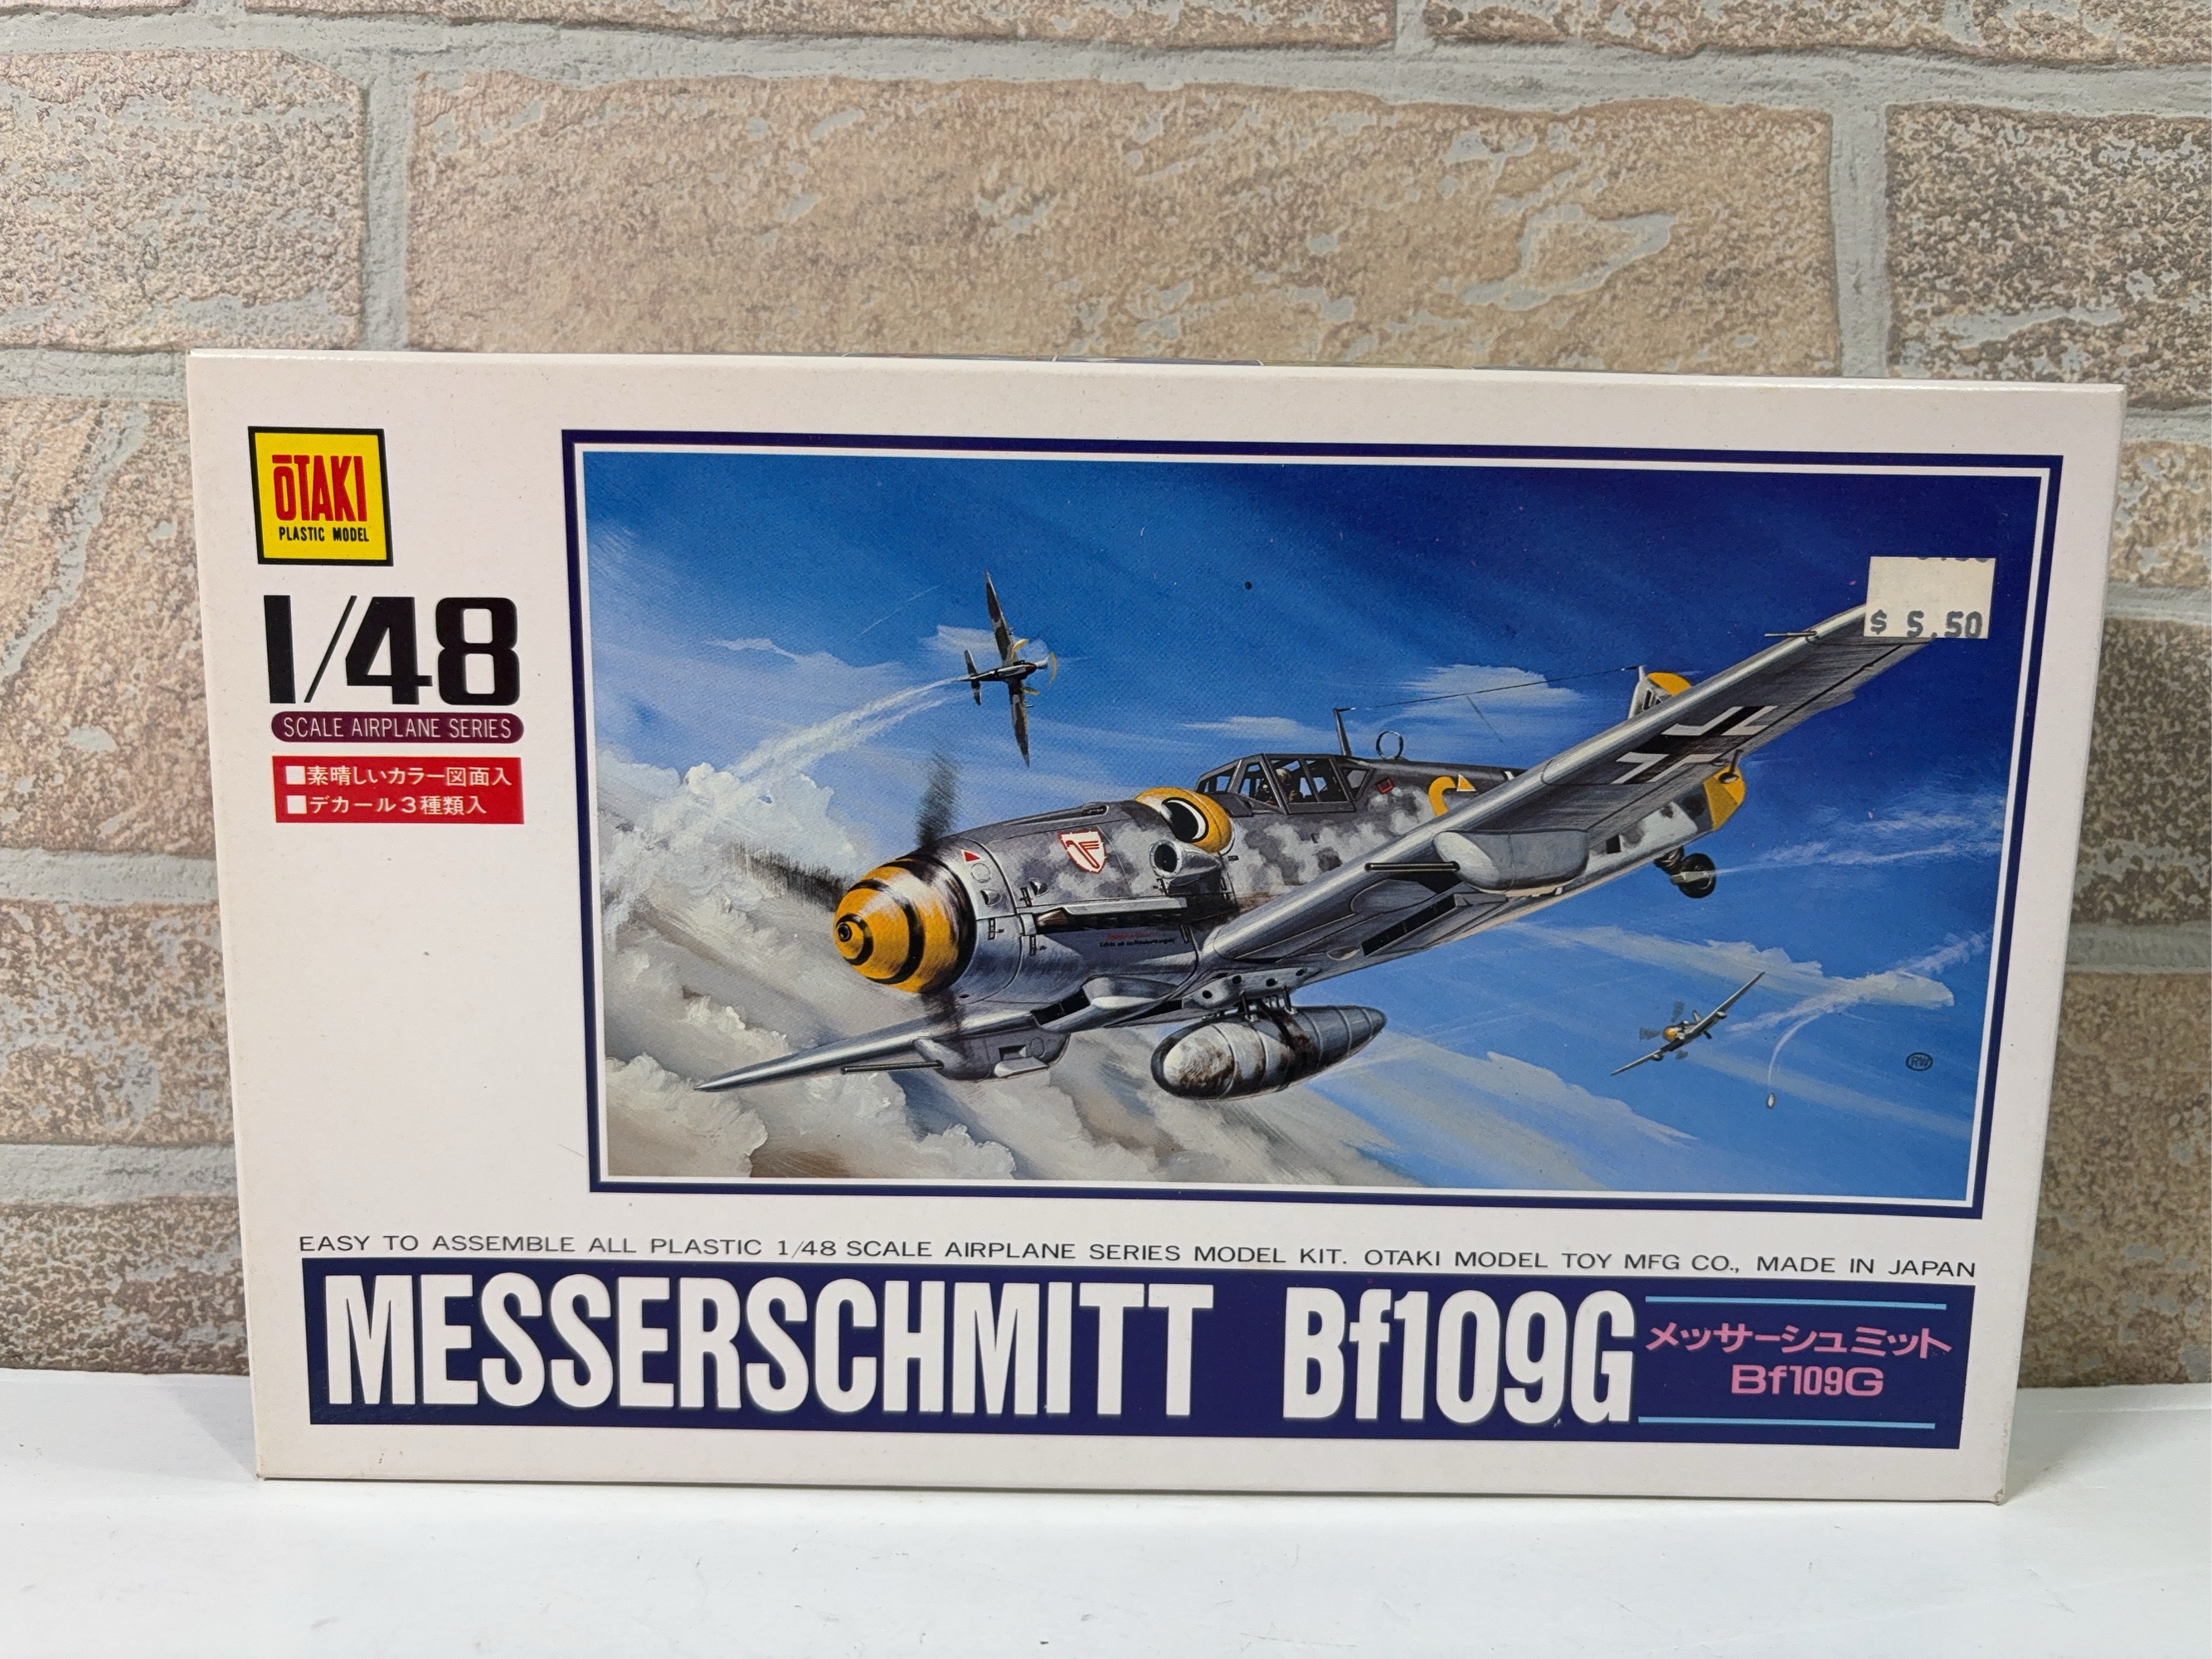 ŌTAKI
PLASTIC MODEL
1/48
SCALE AIRPLANE SERIES
■素晴しいカラー図面入
■デカール3種類入
$ 5.50
RW
EASY TO ASSEMBLE ALL PLASTIC 1/48 SCALE AIRPLANE SERIES MODEL KIT. OTAKI MODEL TOY MFG CO., MADE IN JAPAN
MESSERSCHMITT Bf109G
メッサーシュミット
Bf109G